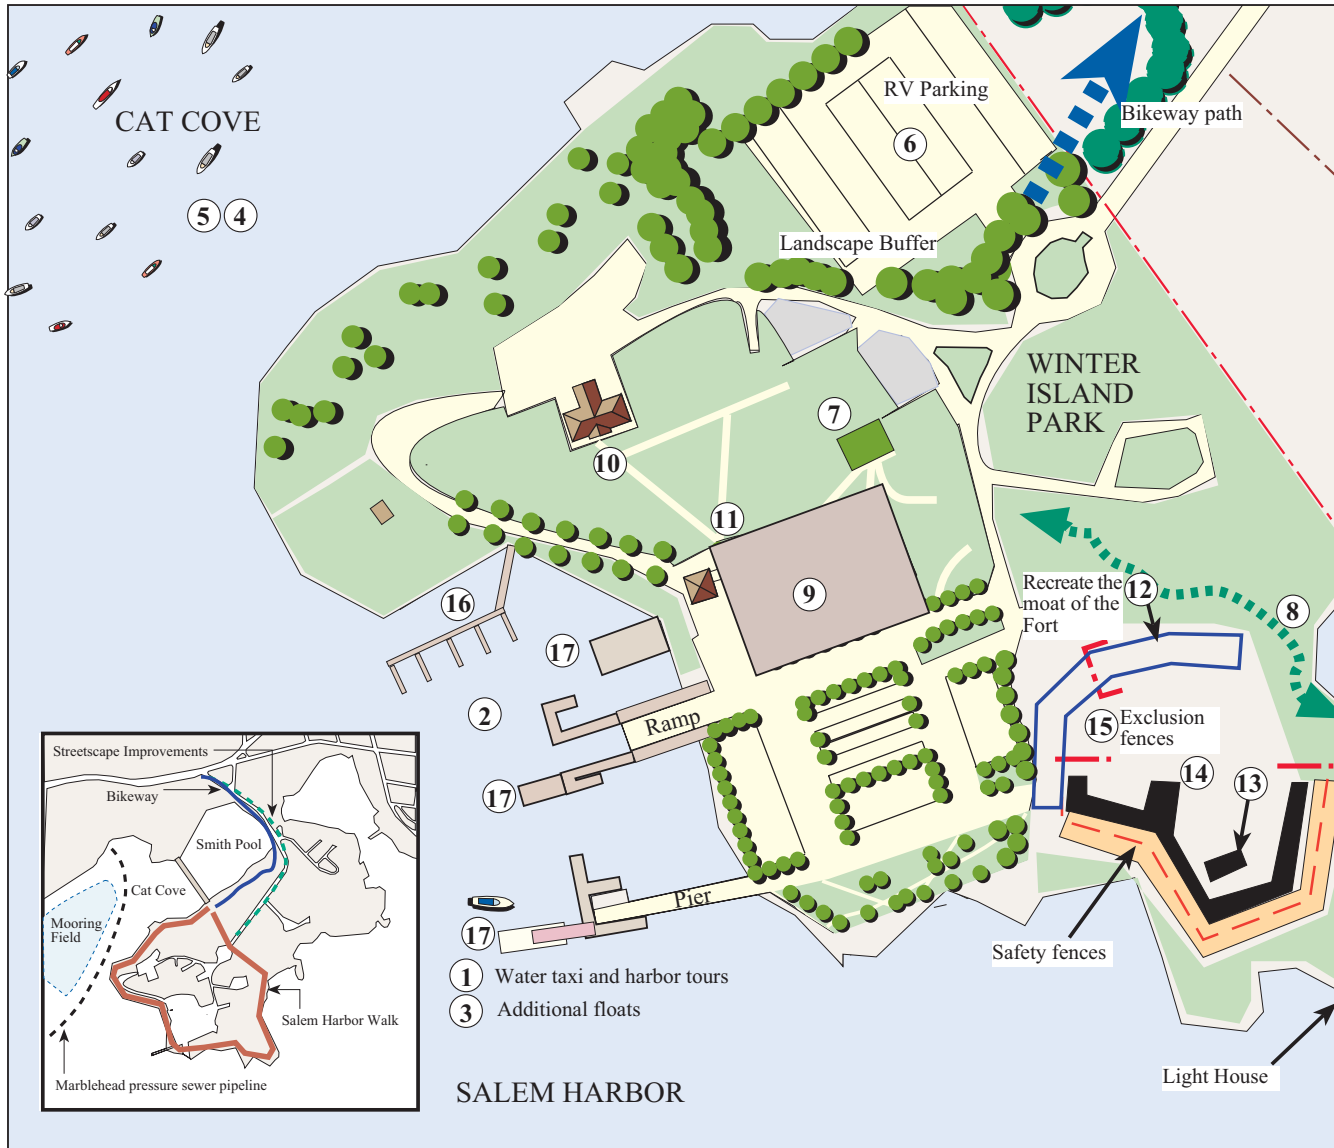 CAT COVE
5 4
RV Parking
6
Bikeway path
Landscape Buffer
WINTER
ISLAND
PARK
7
10
11
9
Recreate the
moat of the
Fort
12
8
16
17
2
Ramp
17
15
Exclusion
fences
14
13
Pier
17
Safety fences
1 Water taxi and harbor tours
3 Additional floats
SALEM HARBOR
Light House
Streetscape Improvements
Bikeway
Smith Pool
Cat Cove
Mooring
Field
Salem Harbor Walk
Marblehead pressure sewer pipeline